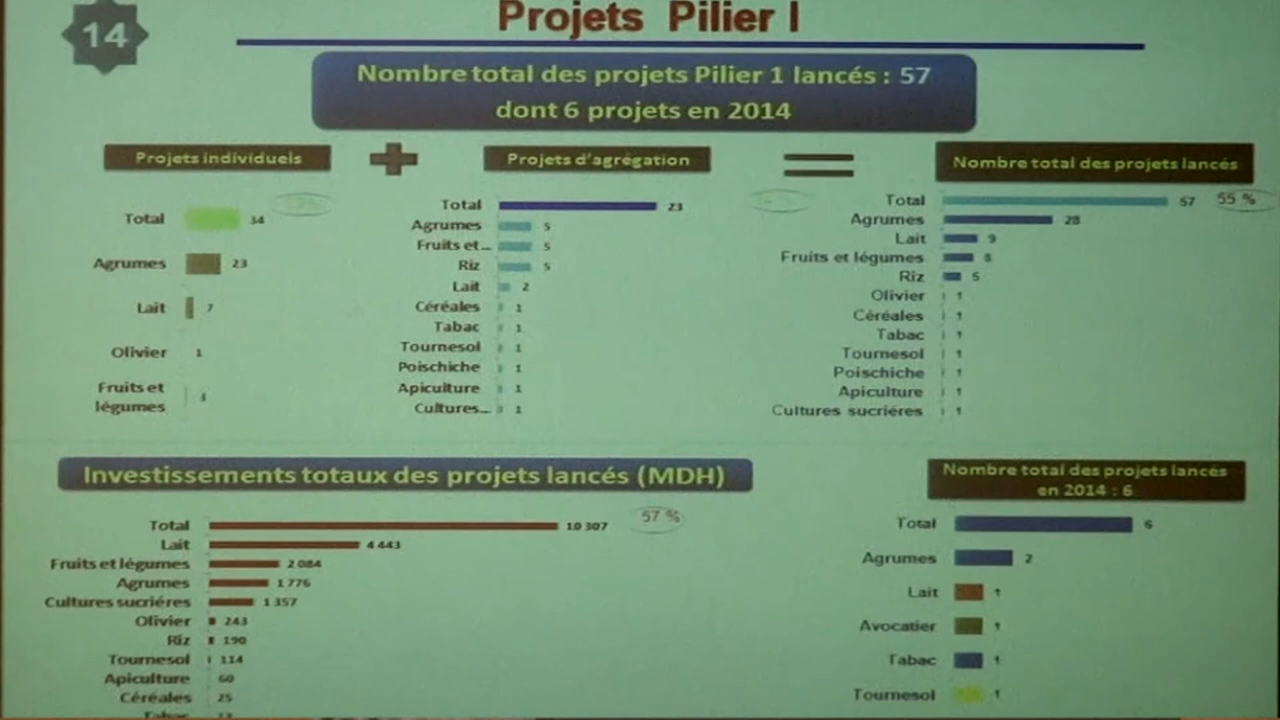 14
Projets Pilier I
Nombre total des projets Pilier 1 lancés : 57
dont 6 projets en 2014
Projets individuels
Total 34
Agrumes 23
Lait 7
Olivier 1
Fruits et
légumes
Projets d'agrégation
Total 23
Agrumes 5
Fruits et... 5
Riz 5
Lait 2
Céréales 1
Tabac 1
Tournesol 1
Poischiche 1
Apiculture 1
Cultures... 1
Nombre total des projets lancés
Total 57 55 %
Agrumes 28
Lait 9
Fruits et légumes
Riz 5
Olivier 1
Céréales 1
Tabac 1
Tournesol 1
Poischiche 1
Apiculture 1
Cultures sucrières 1
Investissements totaux des projets lancés (MDH)
Total 10 307 57 %
Lait 4 443
Fruits et légumes 2 084
Agrumes 1 776
Cultures sucrières 1 357
Olivier 243
Riz 190
Tournesol 114
Apiculture 60
Céréales 25
Nombre total des projets lancés
en 2014 : 6
Total 6
Agrumes 2
Lait 1
Avocatier 1
Tabac 1
Tournesol 1